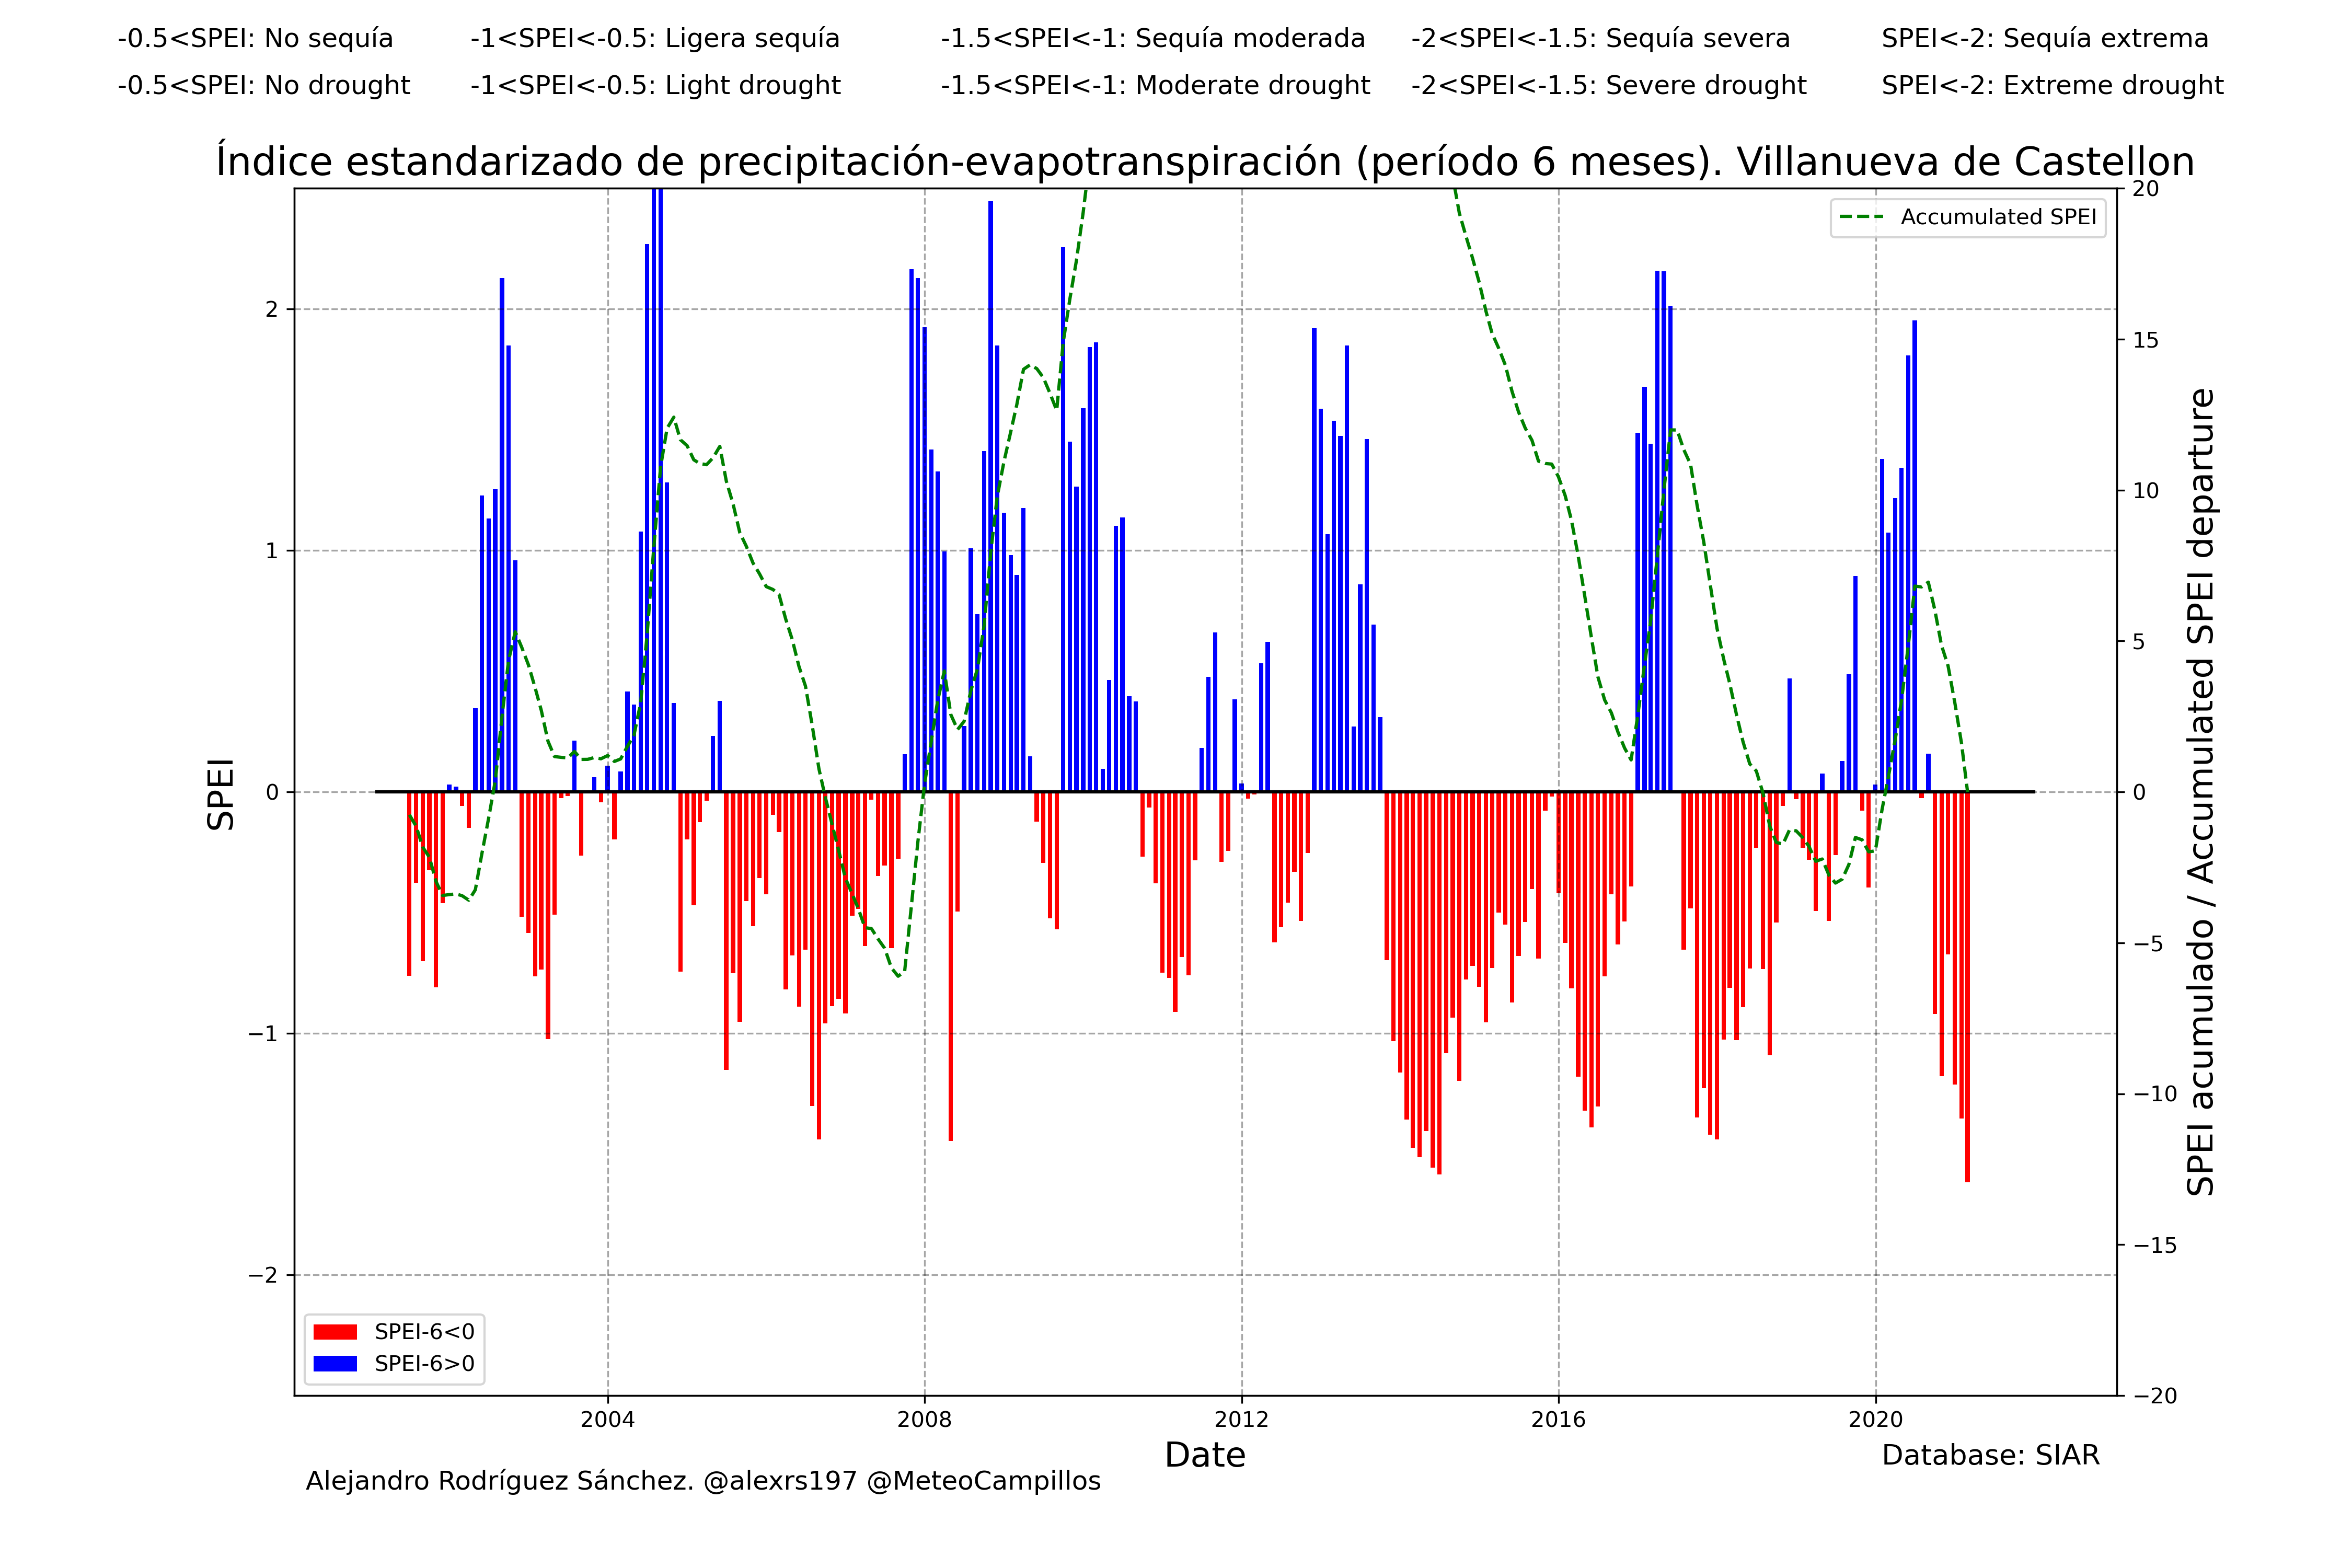 -0.5<SPEI: No sequía -1<SPEI<-0.5: Ligera sequía -1.5<SPEI<-1: Sequía moderada -2<SPEI<-1.5: Sequía severa SPEI<-2: Sequía extrema
-0.5<SPEI: No drought -1<SPEI<-0.5: Light drought -1.5<SPEI<-1: Moderate drought -2<SPEI<-1.5: Severe drought SPEI<-2: Extreme drought
Índice estandarizado de precipitación-evapotranspiración (período 6 meses). Villanueva de Castellon
Accumulated SPEI
2
1
0
−1
−2
SPEI
20
15
10
5
0
−5
−10
−15
−20
SPEI acumulado / Accumulated SPEI departure
SPEI-6<0
SPEI-6>0
2004 2008 2012 2016 2020
Date
Database: SIAR
Alejandro Rodríguez Sánchez. @alexrs197 @MeteoCampillos